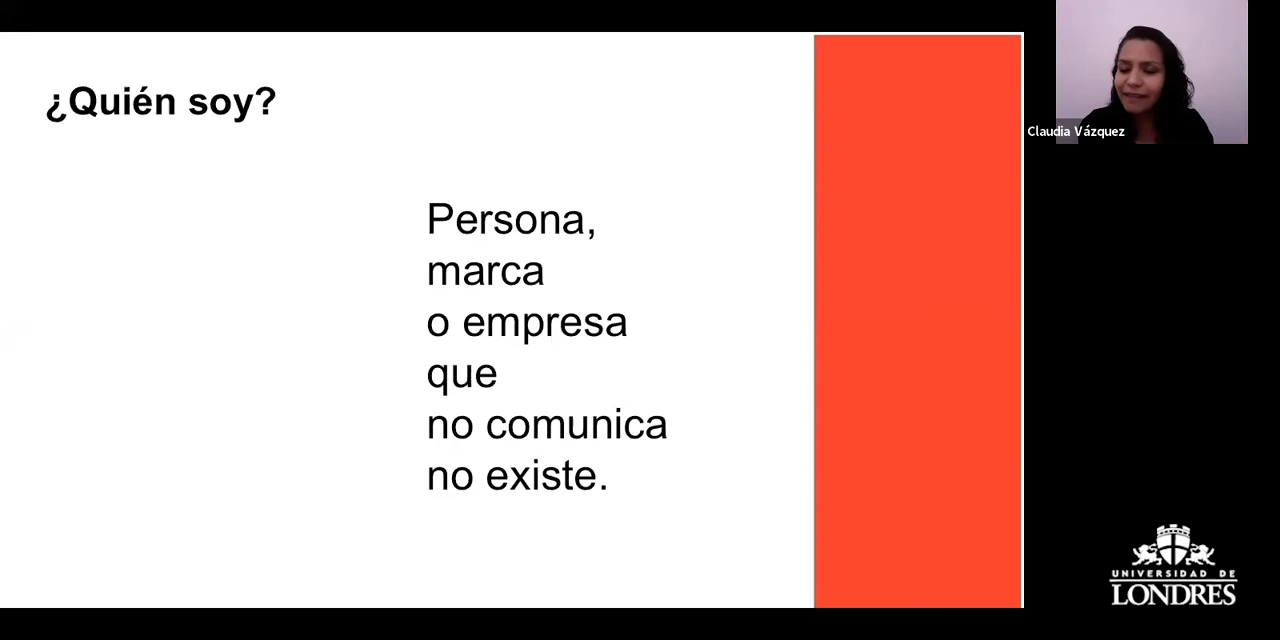 ¿Quién soy?
Persona,
marca
o empresa
que
no comunica
no existe.
Claudia Vázquez
UNIVERSIDAD DE
LONDRES